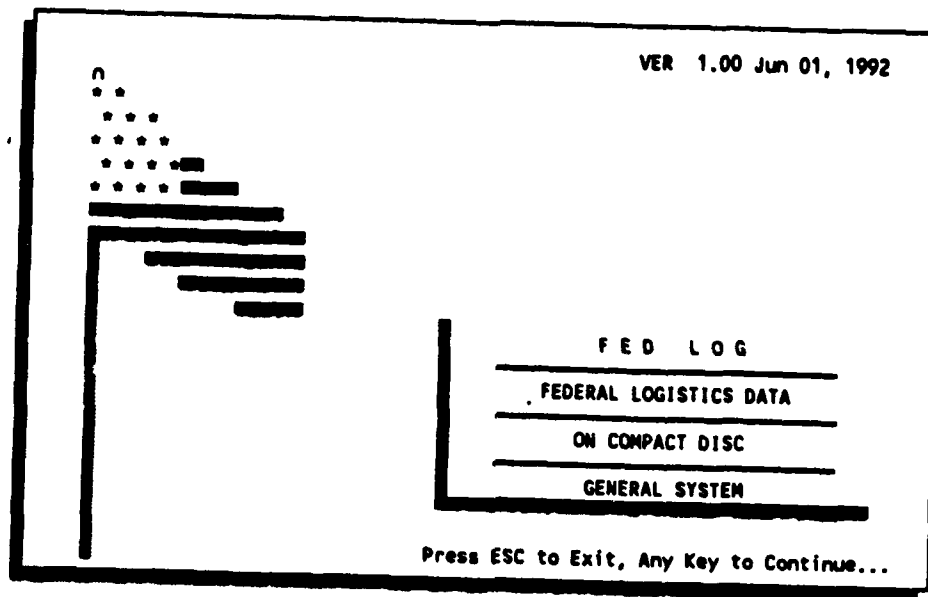 VER 1.00 Jun 01, 1992
F E D L O G
FEDERAL LOGISTICS DATA
ON COMPACT DISC
GENERAL SYSTEM
Press ESC to Exit, Any Key to Continue...